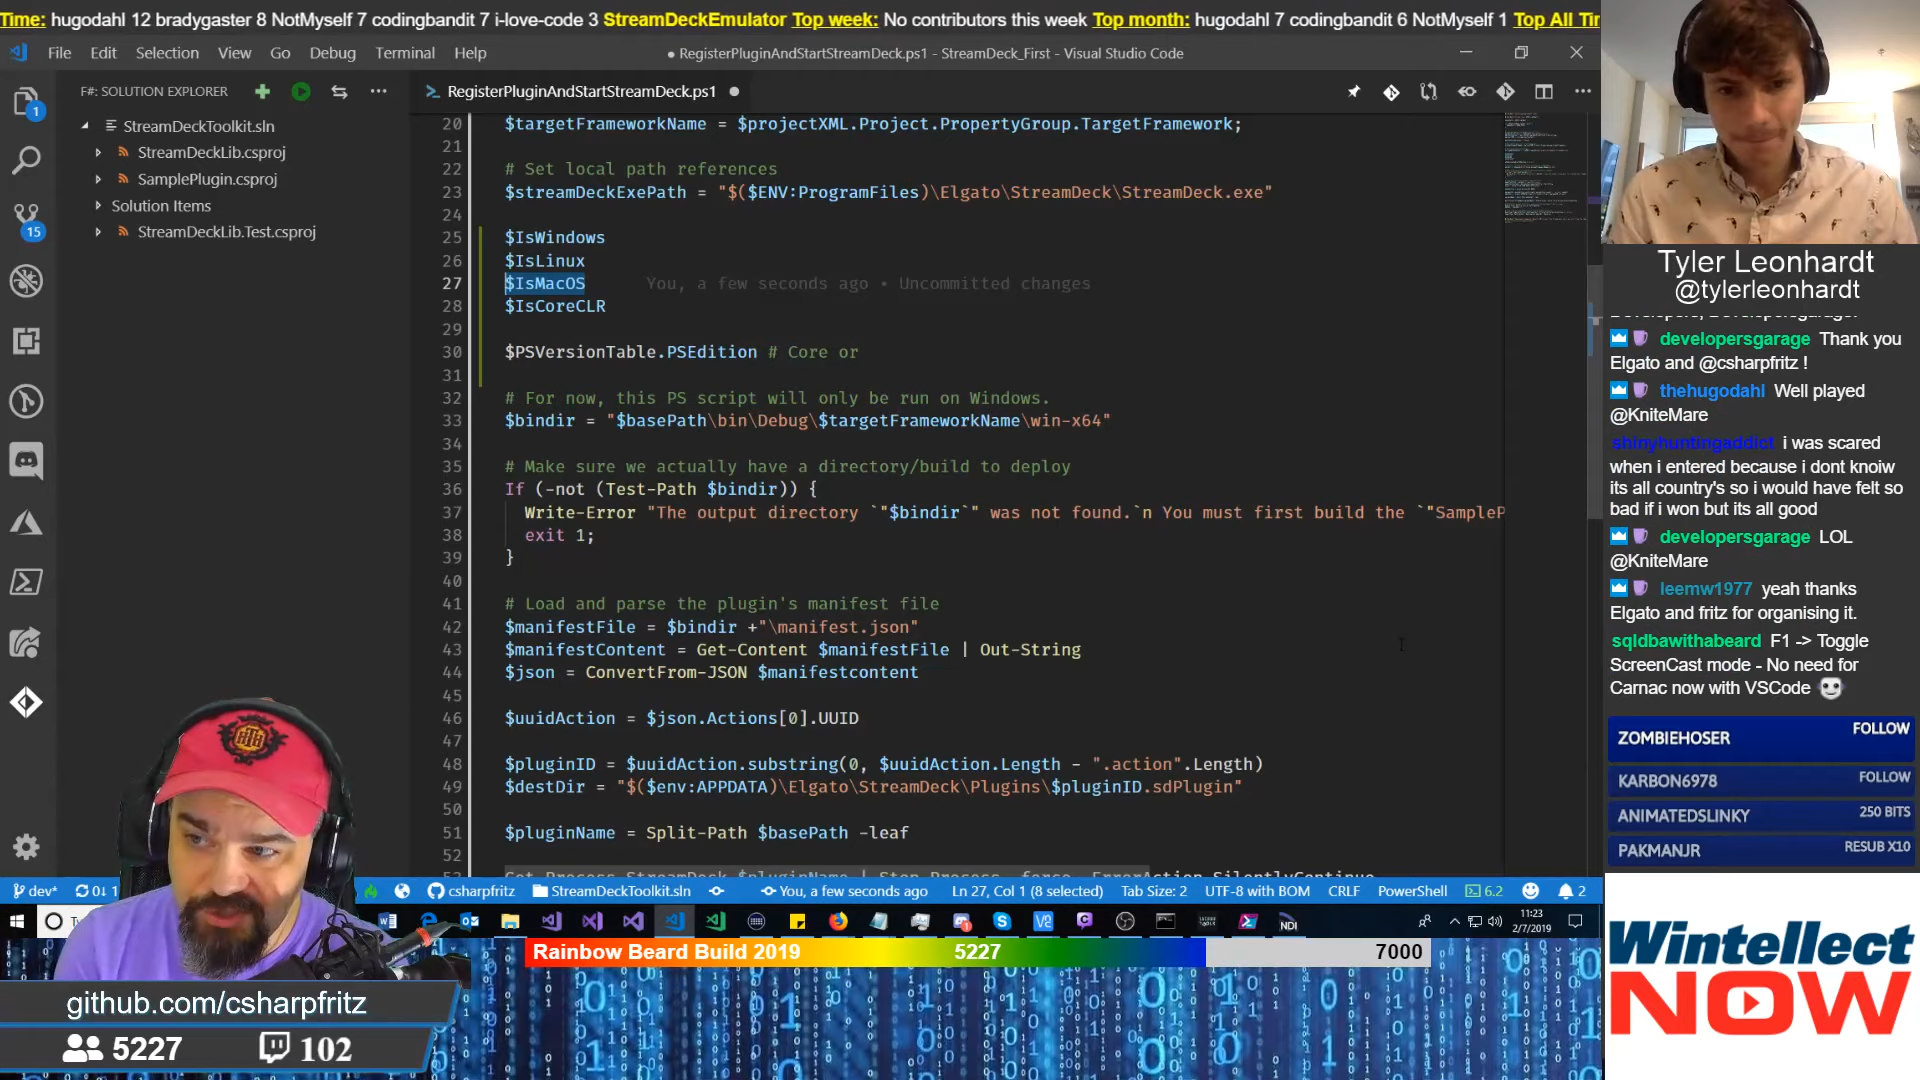 Time: hugodahl 12 bradygaster 8 NotMyself 7 codingbandit 7 i-love-code 3 StreamDeckEmulator Top week: No contributors this week Top month: hugodahl 7 codingbandit 6 NotMyself 1 Top All Tir
File Edit Selection View Go Debug Terminal Help
● RegisterPluginAndStartStreamDeck.ps1 - StreamDeck_First - Visual Studio Code
F#: SOLUTION EXPLORER
RegisterPluginAndStartStreamDeck.ps1
1
15
StreamDeckToolkit.sln
StreamDeckLib.csproj
SamplePlugin.csproj
Solution Items
StreamDeckLib.Test.csproj
20 $targetFrameworkName = $projectXML.Project.PropertyGroup.TargetFramework;
21
22 # Set local path references
23 $streamDeckExePath = "$($ENV:ProgramFiles)\Elgato\StreamDeck\StreamDeck.exe"
24
25 $IsWindows
26 $IsLinux
27 $IsMacOS You, a few seconds ago • Uncommitted changes
28 $IsCoreCLR
29
30 $PSVersionTable.PSEdition # Core or
31
32 # For now, this PS script will only be run on Windows.
33 $bindir = "$basePath\bin\Debug\$targetFrameworkName\win-x64"
34
35 # Make sure we actually have a directory/build to deploy
36 If (-not (Test-Path $bindir)) {
37 Write-Error "The output directory `"$bindir`" was not found.`n You must first build the `"SampleP
38 exit 1;
39 }
40
41 # Load and parse the plugin's manifest file
42 $manifestFile = $bindir +"\manifest.json"
43 $manifestContent = Get-Content $manifestFile | Out-String
44 $json = ConvertFrom-JSON $manifestcontent
45
46 $uuidAction = $json.Actions[0].UUID
47
48 $pluginID = $uuidAction.substring(0, $uuidAction.Length - ".action".Length)
49 $destDir = "$($env:APPDATA)\Elgato\StreamDeck\Plugins\$pluginID.sdPlugin"
50
51 $pluginName = Split-Path $basePath -leaf
52
dev* 0↓ 1 csharpfritz StreamDeckToolkit.sln You, a few seconds ago Ln 27, Col 1 (8 selected) Tab Size: 2 UTF-8 with BOM CRLF PowerShell 6.2 2
NDI
11:23
2/7/2019
Rainbow Beard Build 2019 5227 7000
github.com/csharpfritz
5227 102
Tyler Leonhardt
@tylerleonhardt
developersgarage Thank you
Elgato and @csharpfritz !
thehugodahl Well played
@KniteMare
shinyhuntingaddict i was scared
when i entered because i dont knoiw
its all country's so i would have felt so
bad if i won but its all good
developersgarage LOL
@KniteMare
leemw1977 yeah thanks
Elgato and fritz for organising it.
sqldbawithabeard F1 -> Toggle
ScreenCast mode - No need for
Carnac now with VSCode
ZOMBIEHOSER FOLLOW
KARBON6978 FOLLOW
ANIMATEDSLINKY 250 BITS
PAKMANJR RESUB X10
Wintellect
NOW